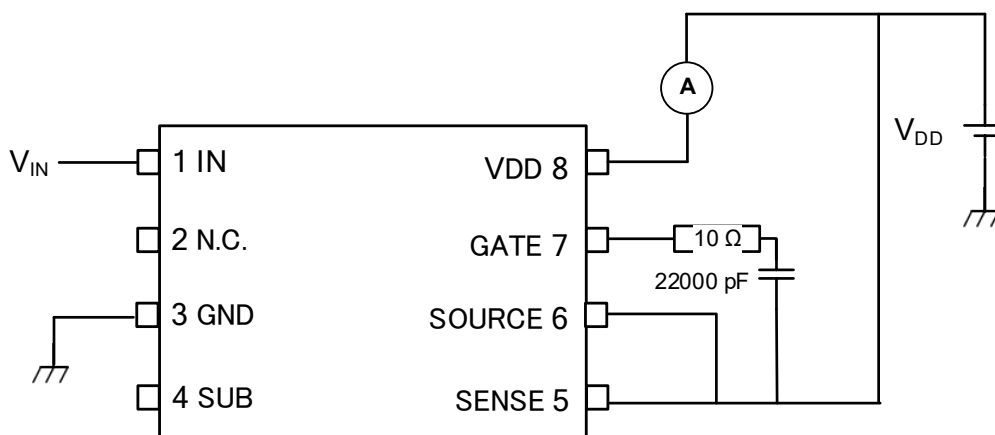 A
V_IN
1 IN
VDD 8
V_DD
2 N.C.
GATE 7
10 Ω
22000 pF
3 GND
SOURCE 6
4 SUB
SENSE 5